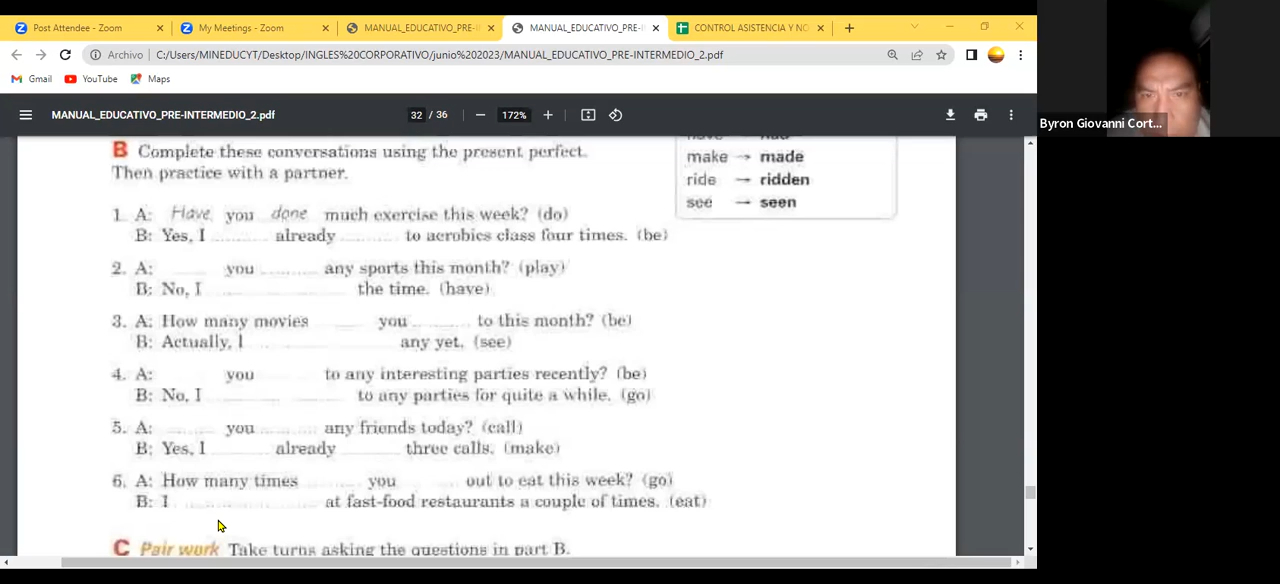 Post Attendee - Zoom
My Meetings - Zoom
MANUAL_EDUCATIVO_PRE-IN
MANUAL_EDUCATIVO_PRE-
CONTROL ASISTENCIA Y NO
Archivo C:/Users/MINEDUCYT/Desktop/INGLES%20CORPORATIVO/junio%202023/MANUAL_EDUCATIVO_PRE-INTERMEDIO_2.pdf
Gmail YouTube Maps
MANUAL_EDUCATIVO_PRE-INTERMEDIO_2.pdf 32 / 36 172%
Byron Giovanni Cort...
B Complete these conversations using the present perfect.
Then practice with a partner.
make → made
ride → ridden
see → seen
1. A: Have you done much exercise this week? (do)
B: Yes, I already to aerobics class four times. (be)
2. A: you any sports this month? (play)
B: No, I the time. (have)
3. A: How many movies you to this month? (be)
B: Actually, I any yet. (see)
4. A: you to any interesting parties recently? (be)
B: No, I to any parties for quite a while. (go)
5. A: you any friends today? (call)
B: Yes, I already three calls. (make)
6. A: How many times you out to eat this week? (go)
B: I at fast-food restaurants a couple of times. (eat)
C Pair work Take turns asking the questions in part B.